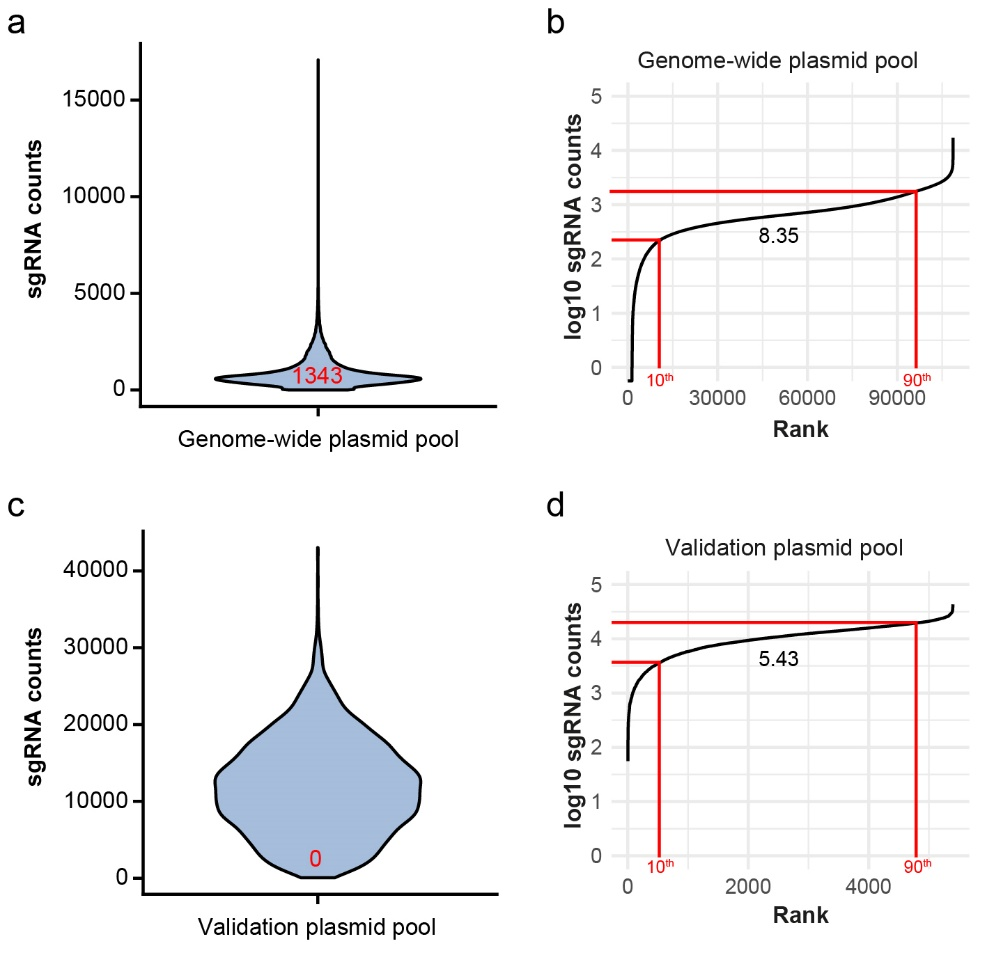 a
sgRNA counts
15000
10000
5000
0
1343
Genome-wide plasmid pool
b
Genome-wide plasmid pool
log10 sgRNA counts
5
4
3
2
1
0
8.35
10th
90th
0 30000 60000 90000
Rank
c
sgRNA counts
40000
30000
20000
10000
0
0
Validation plasmid pool
d
Validation plasmid pool
log10 sgRNA counts
5
4
3
2
1
0
5.43
10th
90th
0 2000 4000
Rank